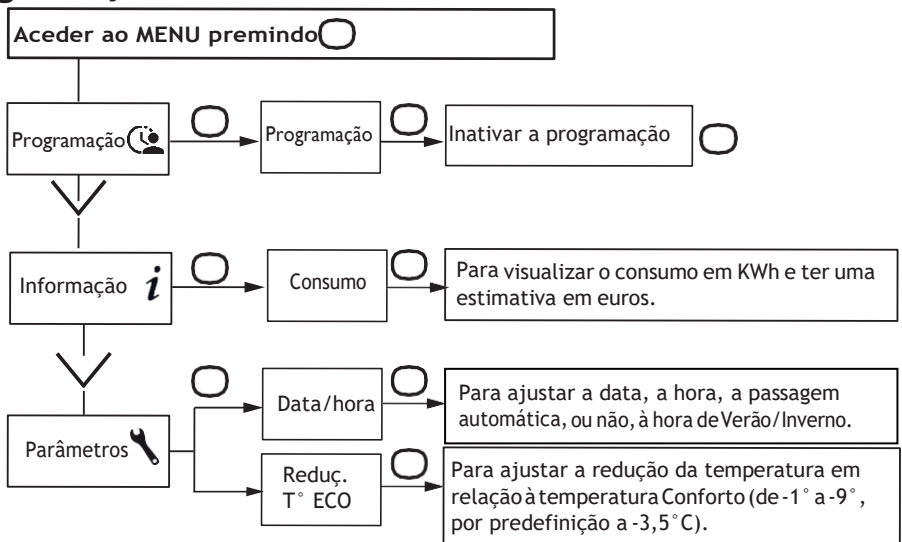 Aceder ao MENU premindo
Programação
Programação
Inativar a programação
Informação i
Consumo
Para visualizar o consumo em KWh e ter uma
estimativa em euros.
Parâmetros
Data/hora
Para ajustar a data, a hora, a passagem
automática, ou não, à hora de Verão/Inverno.
Reduç.
T° ECO
Para ajustar a redução da temperatura em
relação à temperatura Conforto (de -1° a -9°,
por predefinição a -3,5°C).